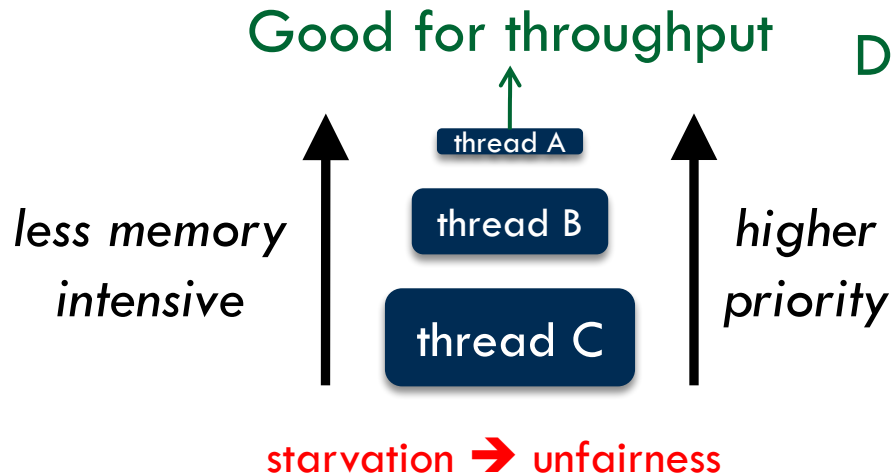 Good for throughput
D
thread A
less memory
intensive
thread B
higher
priority
thread C
starvation ➔ unfairness